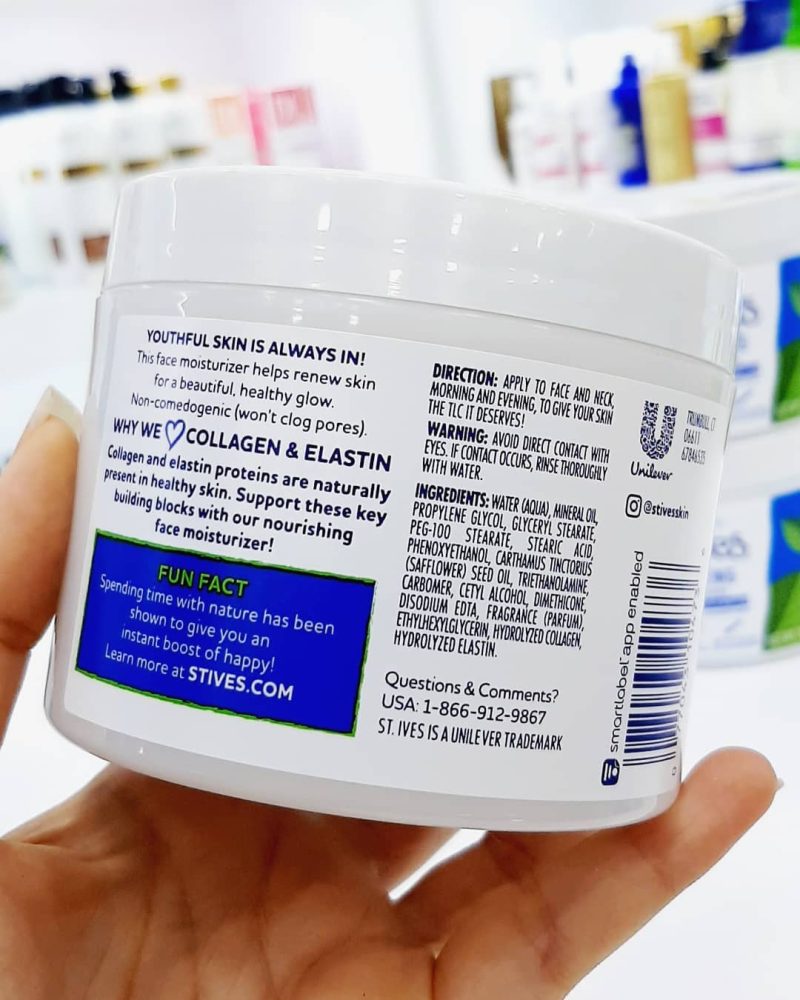 YOUTHFUL SKIN IS ALWAYS IN!
This face moisturizer helps renew skin
for a beautiful, healthy glow.
Non-comedogenic (won't clog pores).
WHY WE COLLAGEN & ELASTIN
Collagen and elastin proteins are naturally
present in healthy skin. Support these key
building blocks with our nourishing
face moisturizer!
FUN FACT
Spending time with nature has been
shown to give you an
instant boost of happy!
Learn more at STIVES.COM
DIRECTION: APPLY TO FACE AND NECK,
MORNING AND EVENING, TO GIVE YOUR SKIN
THE TLC IT DESERVES!
WARNING: AVOID DIRECT CONTACT WITH
EYES. IF CONTACT OCCURS, RINSE THOROUGHLY
WITH WATER.
INGREDIENTS: WATER (AQUA), MINERAL OIL,
PROPYLENE GLYCOL, GLYCERYL STEARATE,
PEG-100 STEARATE, STEARIC ACID,
PHENOXYETHANOL, CARTHAMUS TINCTORIUS
(SAFFLOWER) SEED OIL, TRIETHANOLAMINE,
CARBOMER, CETYL ALCOHOL, DIMETHICONE,
DISODIUM EDTA, FRAGRANCE (PARFUM),
ETHYLHEXYLGLYCERIN, HYDROLYZED COLLAGEN,
HYDROLYZED ELASTIN.
Questions & Comments?
USA: 1-866-912-9867
ST. IVES IS A UNILEVER TRADEMARK
Unilever
TRUMBULL, CT
06611
@stivesskin
smartlabel app enabled